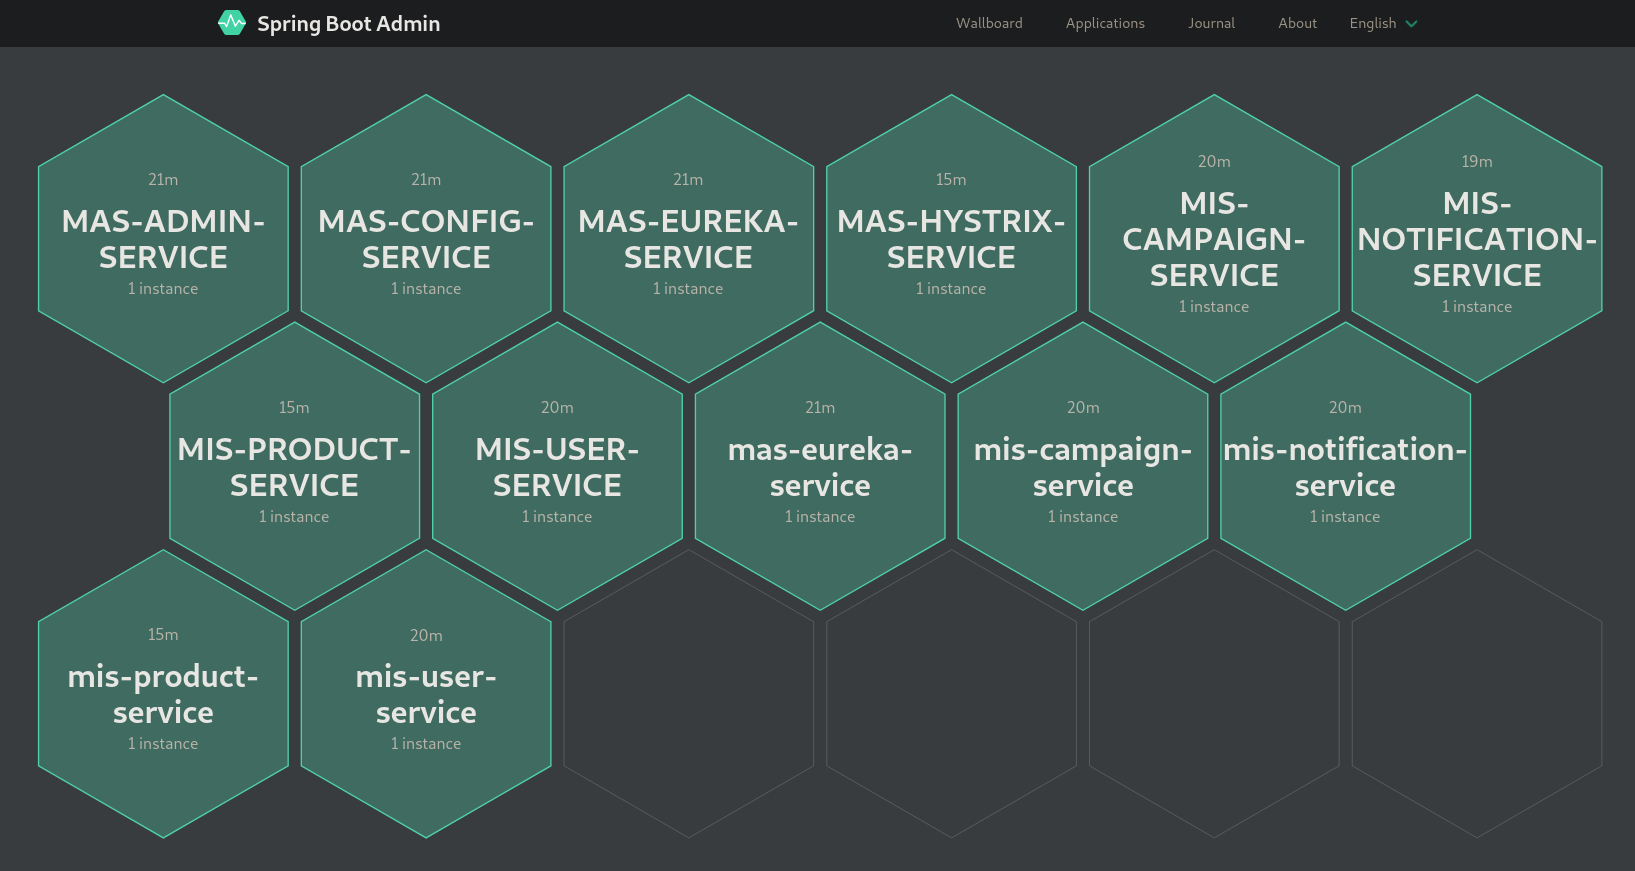 Spring Boot Admin
Wallboard
Applications
Journal
About
English
21m
MAS-ADMIN-
SERVICE
1 instance
21m
MAS-CONFIG-
SERVICE
1 instance
21m
MAS-EUREKA-
SERVICE
1 instance
15m
MAS-HYSTRIX-
SERVICE
1 instance
20m
MIS-
CAMPAIGN-
SERVICE
1 instance
19m
MIS-
NOTIFICATION-
SERVICE
1 instance
15m
MIS-PRODUCT-
SERVICE
1 instance
20m
MIS-USER-
SERVICE
1 instance
21m
mas-eureka-
service
1 instance
20m
mis-campaign-
service
1 instance
20m
mis-notification-
service
1 instance
15m
mis-product-
service
1 instance
20m
mis-user-
service
1 instance